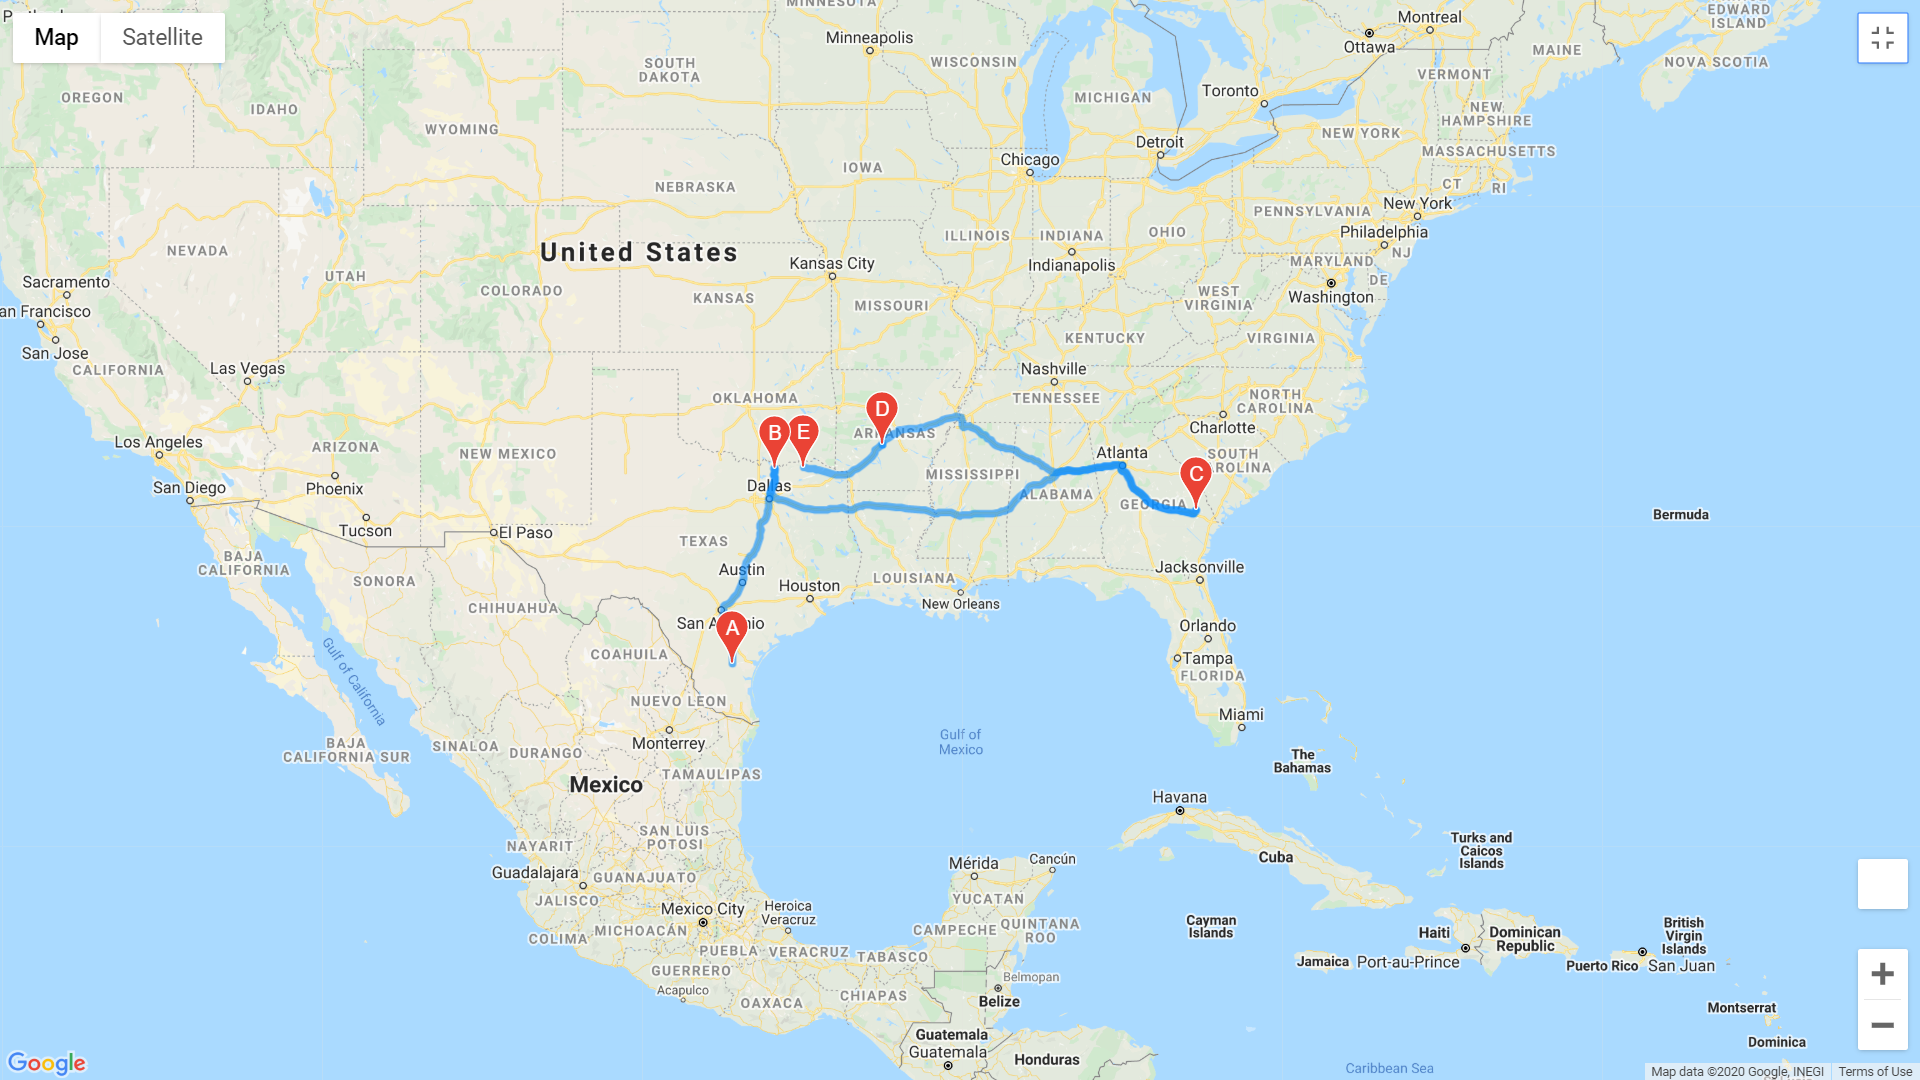 Map
Satellite
MINNESOTA
Minneapolis
SOUTH
DAKOTA
WISCONSIN
MICHIGAN
Toronto
Montreal
Ottawa
MAINE
EDWARD
ISLAND
NOVA SCOTIA
VERMONT
NEW
HAMPSHIRE
NEW YORK
MASSACHUSETTS
CT
RI
OREGON
IDAHO
WYOMING
IOWA
Chicago
Detroit
NEBRASKA
New York
PENNSYLVANIA
Philadelphia
NJ
MARYLAND
DE
Washington
NEVADA
UTAH
United States
COLORADO
Kansas City
KANSAS
MISSOURI
ILLINOIS
INDIANA
Indianapolis
OHIO
WEST
VIRGINIA
KENTUCKY
VIRGINIA
Sacramento
an Francisco
San Jose
CALIFORNIA
Las Vegas
Nashville
TENNESSEE
NORTH
CAROLINA
Charlotte
OKLAHOMA
D
ARKANSAS
B
E
Los Angeles
ARIZONA
NEW MEXICO
Atlanta
SOUTH
ROLINA
C
MISSISSIPPI
ALABAMA
GEORGIA
San Diego
Phoenix
Tucson
El Paso
Dallas
Bermuda
BAJA
CALIFORNIA
SONORA
CHIHUAHUA
TEXAS
Austin
Houston
LOUISIANA
New Orleans
Jacksonville
San A nio
A
COAHUILA
Orlando
Tampa
FLORIDA
Gulf of California
NUEVO LEON
Monterrey
Miami
Gulf of
Mexico
BAJA
CALIFORNIA SUR
SINALOA
DURANGO
Mexico
TAMAULIPAS
The
Bahamas
Havana
NAYARIT
SAN LUIS
POTOSI
Turks and
Caicos
Islands
Cuba
Mérida
Cancún
Guadalajara
GUANAJUATO
JALISCO
YUCATAN
Mexico City
Heroica
Veracruz
COLIMA
MICHOACÁN
PUEBLA
VERACRUZ
TABASCO
CAMPECHE
QUINTANA
ROO
Cayman
Islands
Haiti
Dominican
Republic
British
Virgin
Islands
Jamaica
Port-au-Prince
Puerto Rico
San Juan
GUERRERO
Acapulco
OAXACA
CHIAPAS
Belmopan
Belize
Montserrat
Guatemala
Guatemala
Honduras
Dominica
Caribbean Sea
Google
Map data ©2020 Google, INEGI
Terms of Use